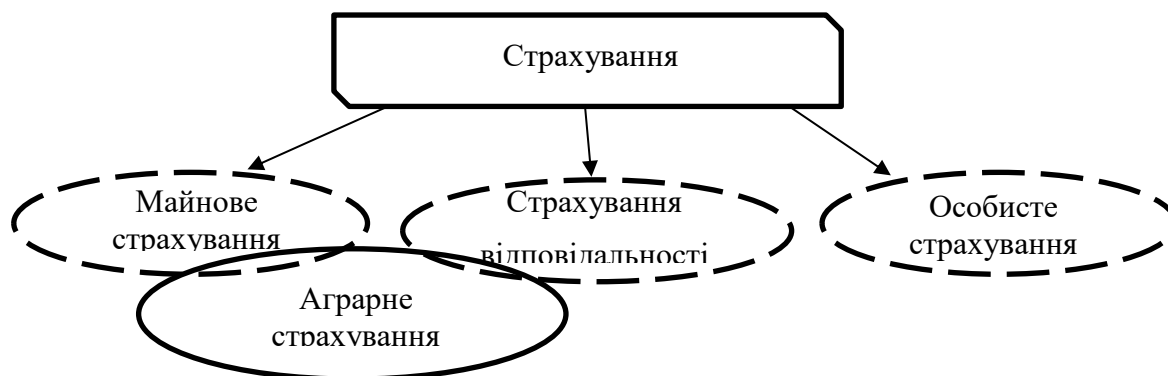 Страхування
Майнове
страхування
Страхування
відповідальності
Особисте
страхування
Аграрне
страхування